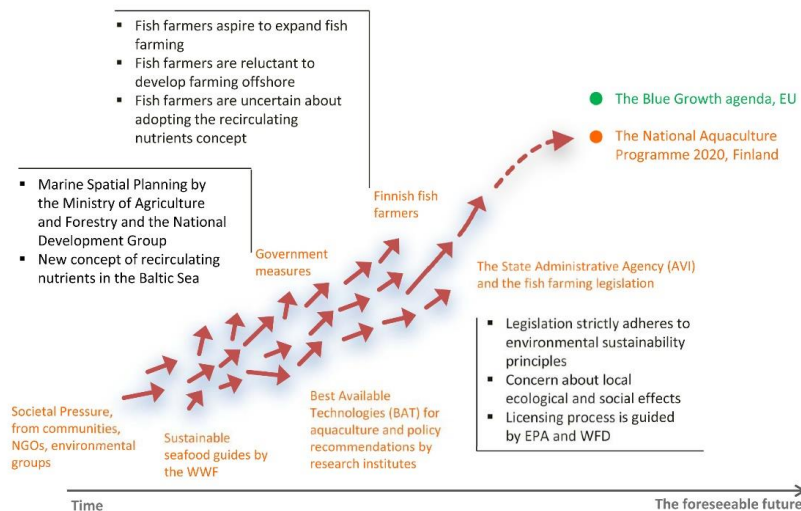 ▪ Fish farmers aspire to expand fish
farming
▪ Fish farmers are reluctant to
develop farming offshore
▪ Fish farmers are uncertain about
adopting the recirculating
nutrients concept
The Blue Growth agenda, EU
The National Aquaculture
Programme 2020, Finland
▪ Marine Spatial Planning by
the Ministry of Agriculture
and Forestry and the National
Development Group
▪ New concept of recirculating
nutrients in the Baltic Sea
Finnish fish
farmers
Government
measures
The State Administrative Agency (AVI)
and the fish farming legislation
▪ Legislation strictly adheres to
environmental sustainability
principles
▪ Concern about local
ecological and social effects
▪ Licensing process is guided
by EPA and WFD
Societal Pressure,
from communities,
NGOs, environmental
groups
Sustainable
seafood guides by
the WWF
Best Available
Technologies (BAT) for
aquaculture and policy
recommendations by
research institutes
Time
The foreseeable future